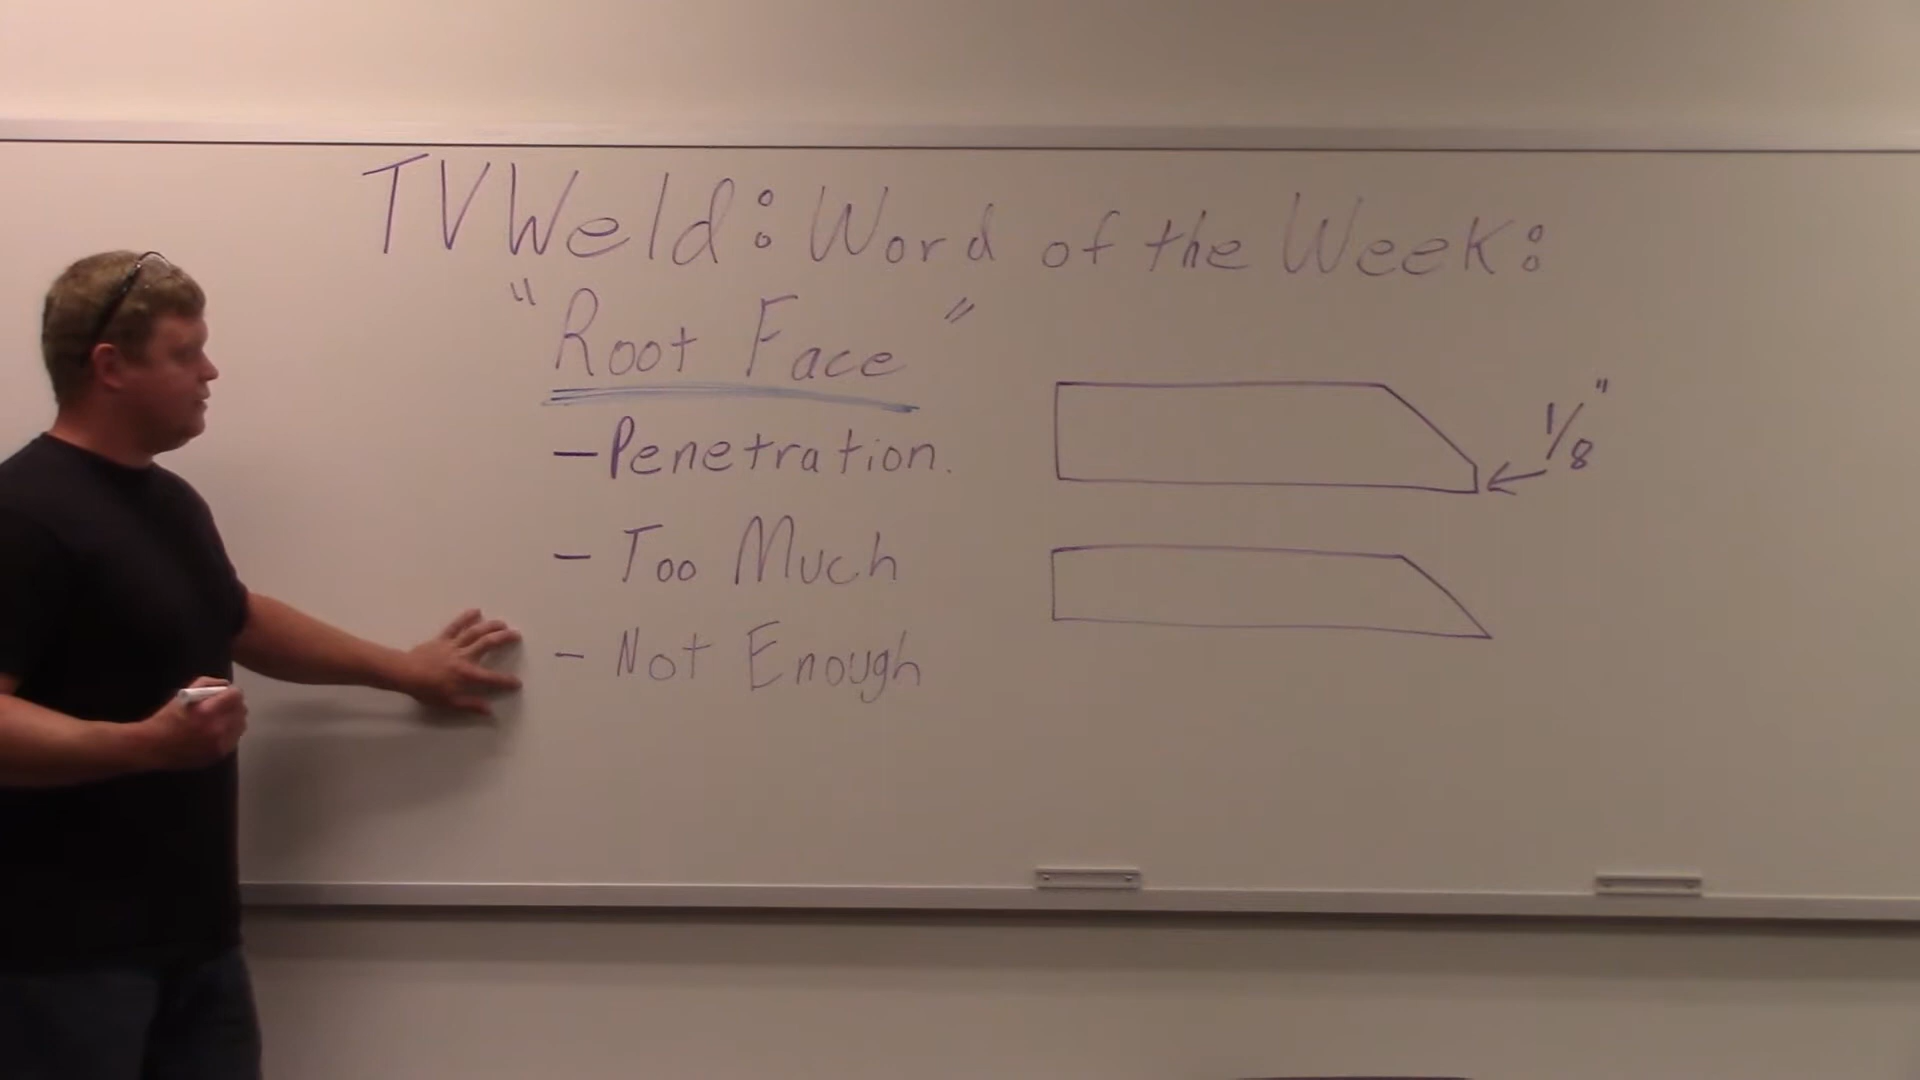 TVWeld: Word of the Week:
"Root Face"
- Penetration.
1/8"
- Too Much
- Not Enough